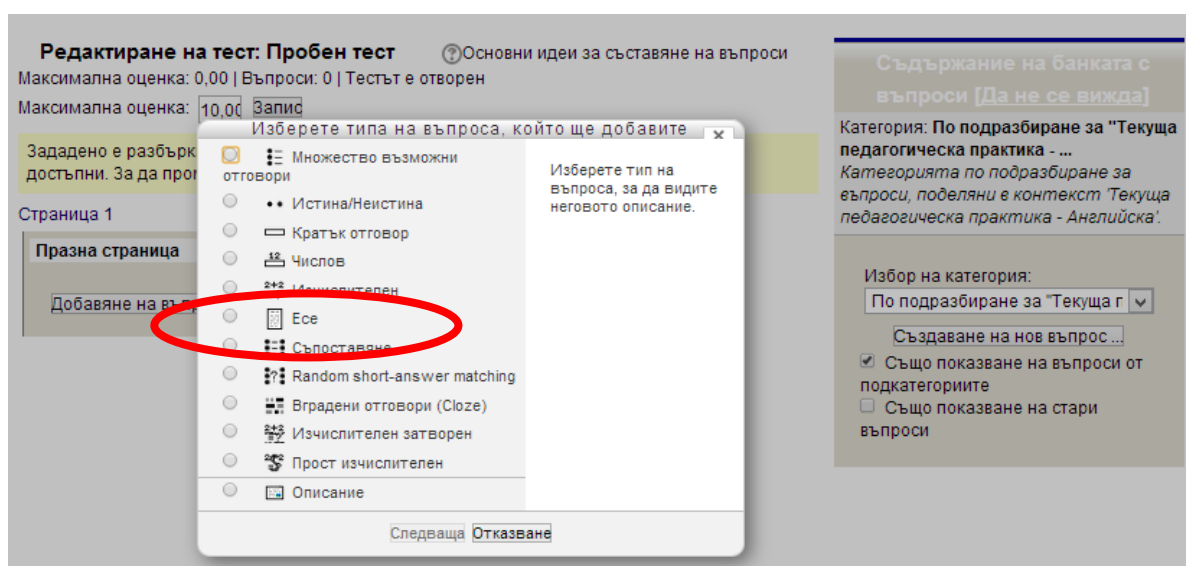 Редактиране на тест: Пробен тест
Основни идеи за съставяне на въпроси
Максимална оценка: 0,00 | Въпроси: 0 | Тестът е отворен
Максимална оценка: 10,00 Запис
Зададено е разбърк
достъпни. За да про
Страница 1
Празна страница
Добавяне на въпр
Изберете типа на въпроса, който ще добавите
Множество възможни
отговори
Истина/Неистина
Кратък отговор
Числов
Изчислителен
Есе
Съпоставяне
Random short-answer matching
Вградени отговори (Cloze)
Изчислителен затворен
Прост изчислителен
Описание
Изберете тип на
въпроса, за да видите
неговото описание.
Следваща Отказване
Съдържание на банката с
въпроси [Да не се вижда]
Категория: По подразбиране за "Текуща
педагогическа практика - ...
Категорията по подразбиране за
въпроси, поделяни в контекст 'Текуща
педагогическа практика - Английска'.
Избор на категория:
По подразбиране за "Текуща г
Създаване на нов въпрос ...
Също показване на въпроси от
подкатегориите
Също показване на стари
въпроси